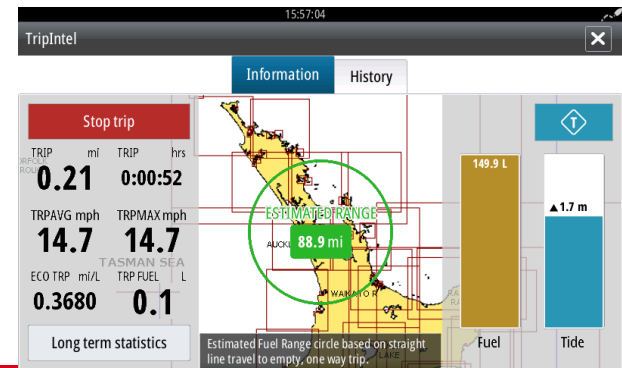 15:57:04
TripIntel
Information
History
Stop trip
TRIP mi
0.21
TRIP hrs
0:00:52
TRPAVG mph
14.7
TRPMAX mph
14.7
TASMAN SEA
ECO TRP mi/L
0.3680
TRP FUEL L
0.1
Long term statistics
ESTIMATED RANGE
88.9 mi
AUCKL
WAIKATO R
LAKE
Estimated Fuel Range circle based on straight
line travel to empty, one way trip.
T
149.9 L
Fuel
▲1.7 m
Tide